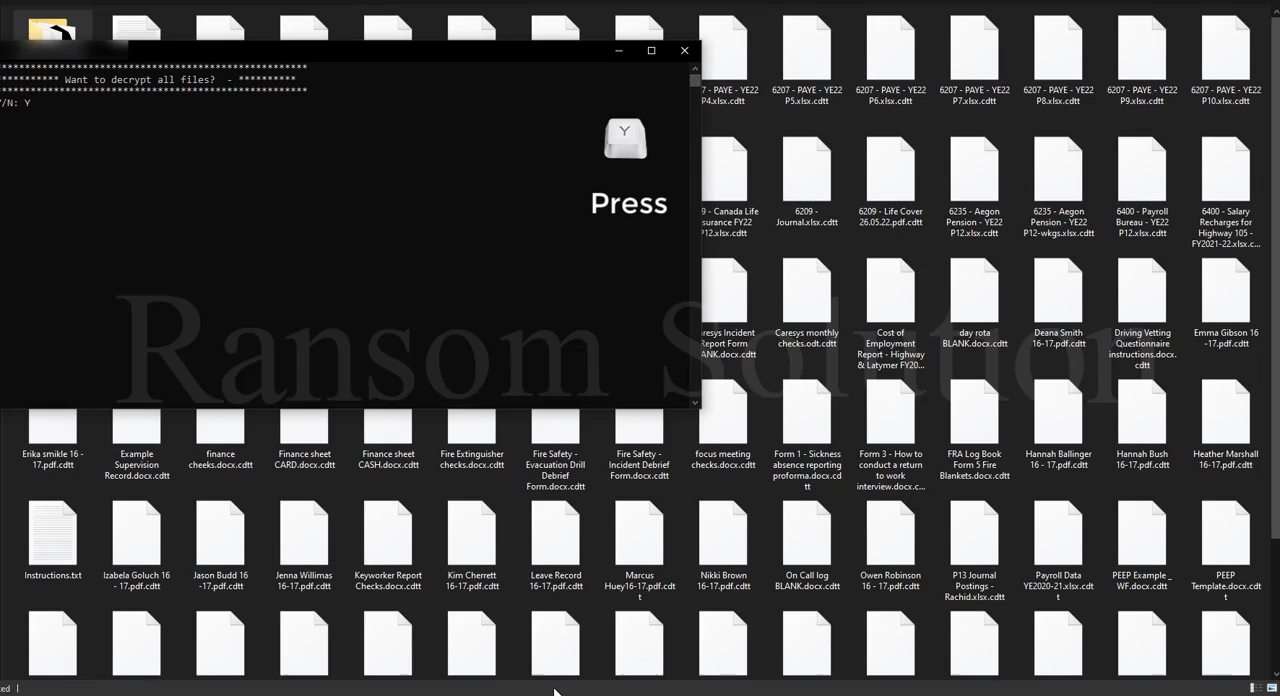 ***********************************************
*********** Want to decrypt all files?  - **********
***********************************************
Y/N: Y
Y
Press
Ransom Solution
P4.xlsx.cdtt
6207 - PAYE - YE22
P5.xlsx.cdtt
6207 - PAYE - YE22
P6.xlsx.cdtt
6207 - PAYE - YE22
P7.xlsx.cdtt
6207 - PAYE - YE22
P8.xlsx.cdtt
6207 - PAYE - YE22
P9.xlsx.cdtt
6207 - PAYE - YE22
P10.xlsx.cdtt
9 - Canada Life
surance FY22
P12.xlsx.cdtt
6209 -
Journal.xlsx.cdtt
6209 - Life Cover
26.05.22.pdf.cdtt
6235 - Aegon
Pension - YE22
P12.xlsx.cdtt
6235 - Aegon
Pension - YE22
P12-wkgs.xlsx.cdtt
6400 - Payroll
Bureau - YE22
P12.xlsx.cdtt
6400 - Salary
Recharges for
Highway 105 -
FY2021-22.xlsx.c...
aresys Incident
Report Form
LANK.docx.cdtt
Caresys monthly
checks.odt.cdtt
Cost of
Employment
Report - Highway
& Latymer FY20...
day rota
BLANK.docx.cdtt
Deana Smith
16-17.pdf.cdtt
Driving Vetting
Questionnaire
instructions.docx.
cdtt
Emma Gibson 16
-17.pdf.cdtt
Erika smikle 16 -
17.pdf.cdtt
Example
Supervision
Record.docx.cdtt
finance
cheeks.docx.cdtt
Finance sheet
CARD.docx.cdtt
Finance sheet
CASH.docx.cdtt
Fire Extinguisher
checks.docx.cdtt
Fire Safety -
Evacuation Drill
Debrief
Form.docx.cdtt
Fire Safety -
Incident Debrief
Form.docx.cdtt
focus meeting
checks.docx.cdtt
Form 1 - Sickness
absence reporting
proforma.docx.cd
tt
Form 3 - How to
conduct a return
to work
interview.docx.c...
FRA Log Book
Form 5 Fire
Blankets.docx.cdtt
Hannah Ballinger
16 - 17.pdf.cdtt
Hannah Bush
16-17.pdf.cdtt
Heather Marshall
16-17.pdf.cdtt
Instructions.txt
Izabela Goluch 16
- 17.pdf.cdtt
Jason Budd 16
-17.pdf.cdtt
Jenna Willimas
16-17.pdf.cdtt
Keyworker Report
Checks.docx.cdtt
Kim Cherrett
16-17.pdf.cdtt
Leave Record
16-17.pdf.cdtt
Marcus
Huey16-17.pdf.cdt
t
Nikki Brown
16-17.pdf.cdtt
On Call log
BLANK.docx.cdtt
Owen Robinson
16 - 17.pdf.cdtt
P13 Journal
Postings -
Rachid.xlsx.cdtt
Payroll Data
YE2020-21.xlsx.cdt
t
PEEP Example _
WF.docx.cdtt
PEEP
Template.docx.cdt
t